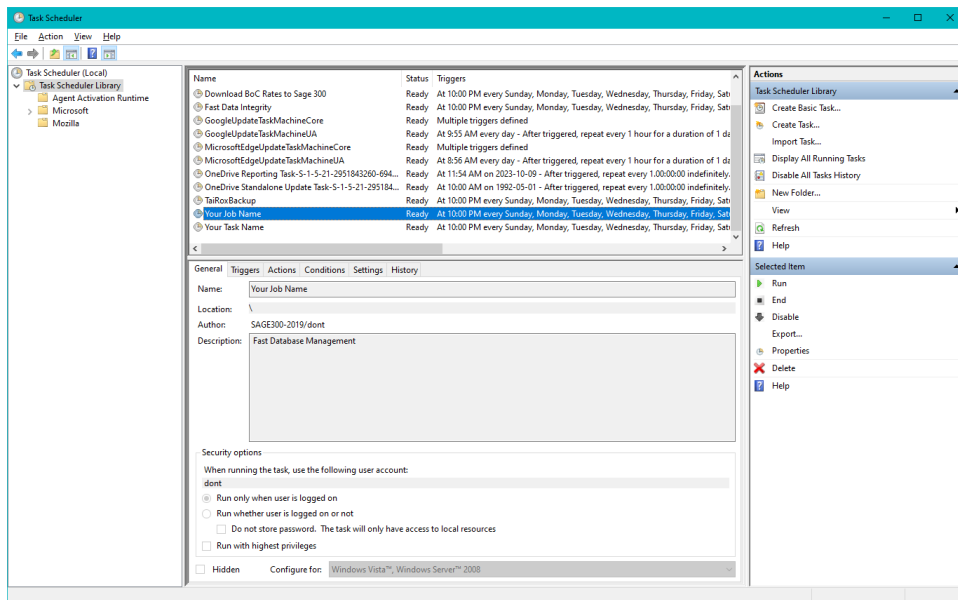 Task Scheduler
File Action View Help
Task Scheduler (Local)
Task Scheduler Library
Agent Activation Runtime
Microsoft
Mozilla
Name Status Triggers
Download BoC Rates to Sage 300 Ready At 10:00 PM every Sunday, Monday, Tuesday, Wednesday, Thursday, Friday, Satu
Fast Data Integrity Ready At 10:00 PM every Sunday, Monday, Tuesday, Wednesday, Thursday, Friday, Satu
GoogleUpdateTaskMachineCore Ready Multiple triggers defined
GoogleUpdateTaskMachineUA Ready At 9:55 AM every day - After triggered, repeat every 1 hour for a duration of 1 da
MicrosoftEdgeUpdateTaskMachineCore Ready Multiple triggers defined
MicrosoftEdgeUpdateTaskMachineUA Ready At 8:56 AM every day - After triggered, repeat every 1 hour for a duration of 1 da
OneDrive Reporting Task-S-1-5-21-2951843260-694... Ready At 11:54 AM on 2023-10-09 - After triggered, repeat every 1.00:00:00 indefinitely.
OneDrive Standalone Update Task-S-1-5-21-295184... Ready At 10:00 AM on 1992-05-01 - After triggered, repeat every 1.00:00:00 indefinitely.
TaiRoxBackup Ready At 10:00 PM every Sunday, Monday, Tuesday, Wednesday, Thursday, Friday, Satu
Your Job Name Ready At 10:00 PM every Sunday, Monday, Tuesday, Wednesday, Thursday, Friday, Satu
Your Task Name Ready At 10:00 PM every Sunday, Monday, Tuesday, Wednesday, Thursday, Friday, Satu
General Triggers Actions Conditions Settings History
Name: Your Job Name
Location: \
Author: SAGE300-2019/dont
Description: Fast Database Management
Security options
When running the task, use the following user account:
dont
Run only when user is logged on
Run whether user is logged on or not
Do not store password. The task will only have access to local resources
Run with highest privileges
Hidden Configure for: Windows Vista™, Windows Server™ 2008
Actions
Task Scheduler Library
Create Basic Task...
Create Task...
Import Task...
Display All Running Tasks
Disable All Tasks History
New Folder...
View
Refresh
Help
Selected Item
Run
End
Disable
Export...
Properties
Delete
Help